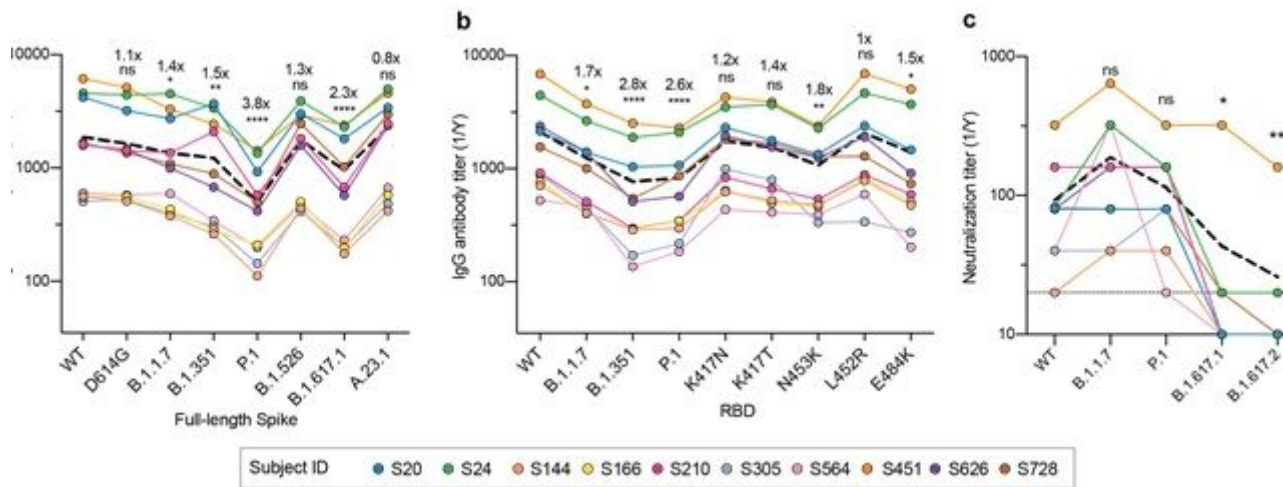 b
c
10000
1000
100
1.1x
ns
1.4x
*
1.5x
**
3.8x
****
1.3x
ns
2.3x
****
0.8x
ns
WT
D614G
B.1.1.7
B.1.351
P.1
B.1.526
B.1.617.1
A.23.1
Full-length Spike
IgG antibody titer (1/Y)
10000
1000
100
1.7x
*
2.8x
****
2.6x
****
1.2x
ns
1.4x
ns
1.8x
**
1x
ns
1.5x
*
WT
B.1.1.7
B.1.351
P.1
K417N
K417T
N453K
L452R
E484K
RBD
Neutralization titer (1/Y)
1000
100
10
ns
ns
*
**
WT
B.1.1.7
P.1
B.1.617.1
B.1.617.2
Subject ID S20 S24 S144 S166 S210 S305 S564 S451 S626 S728